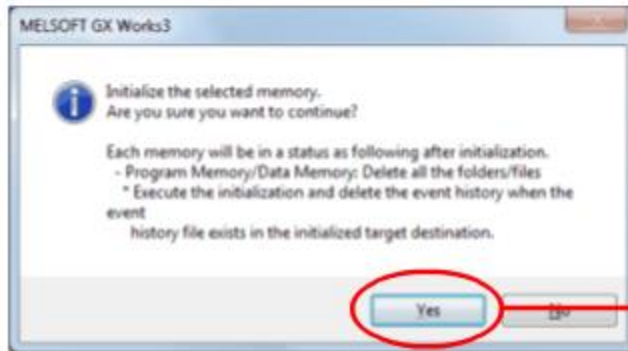 MELSOFT GX Works3
Initialize the selected memory.
Are you sure you want to continue?
Each memory will be in a status as following after initialization.
- Program Memory/Data Memory: Delete all the folders/files
* Execute the initialization and delete the event history when the
event
history file exists in the initialized target destination.
Yes
No